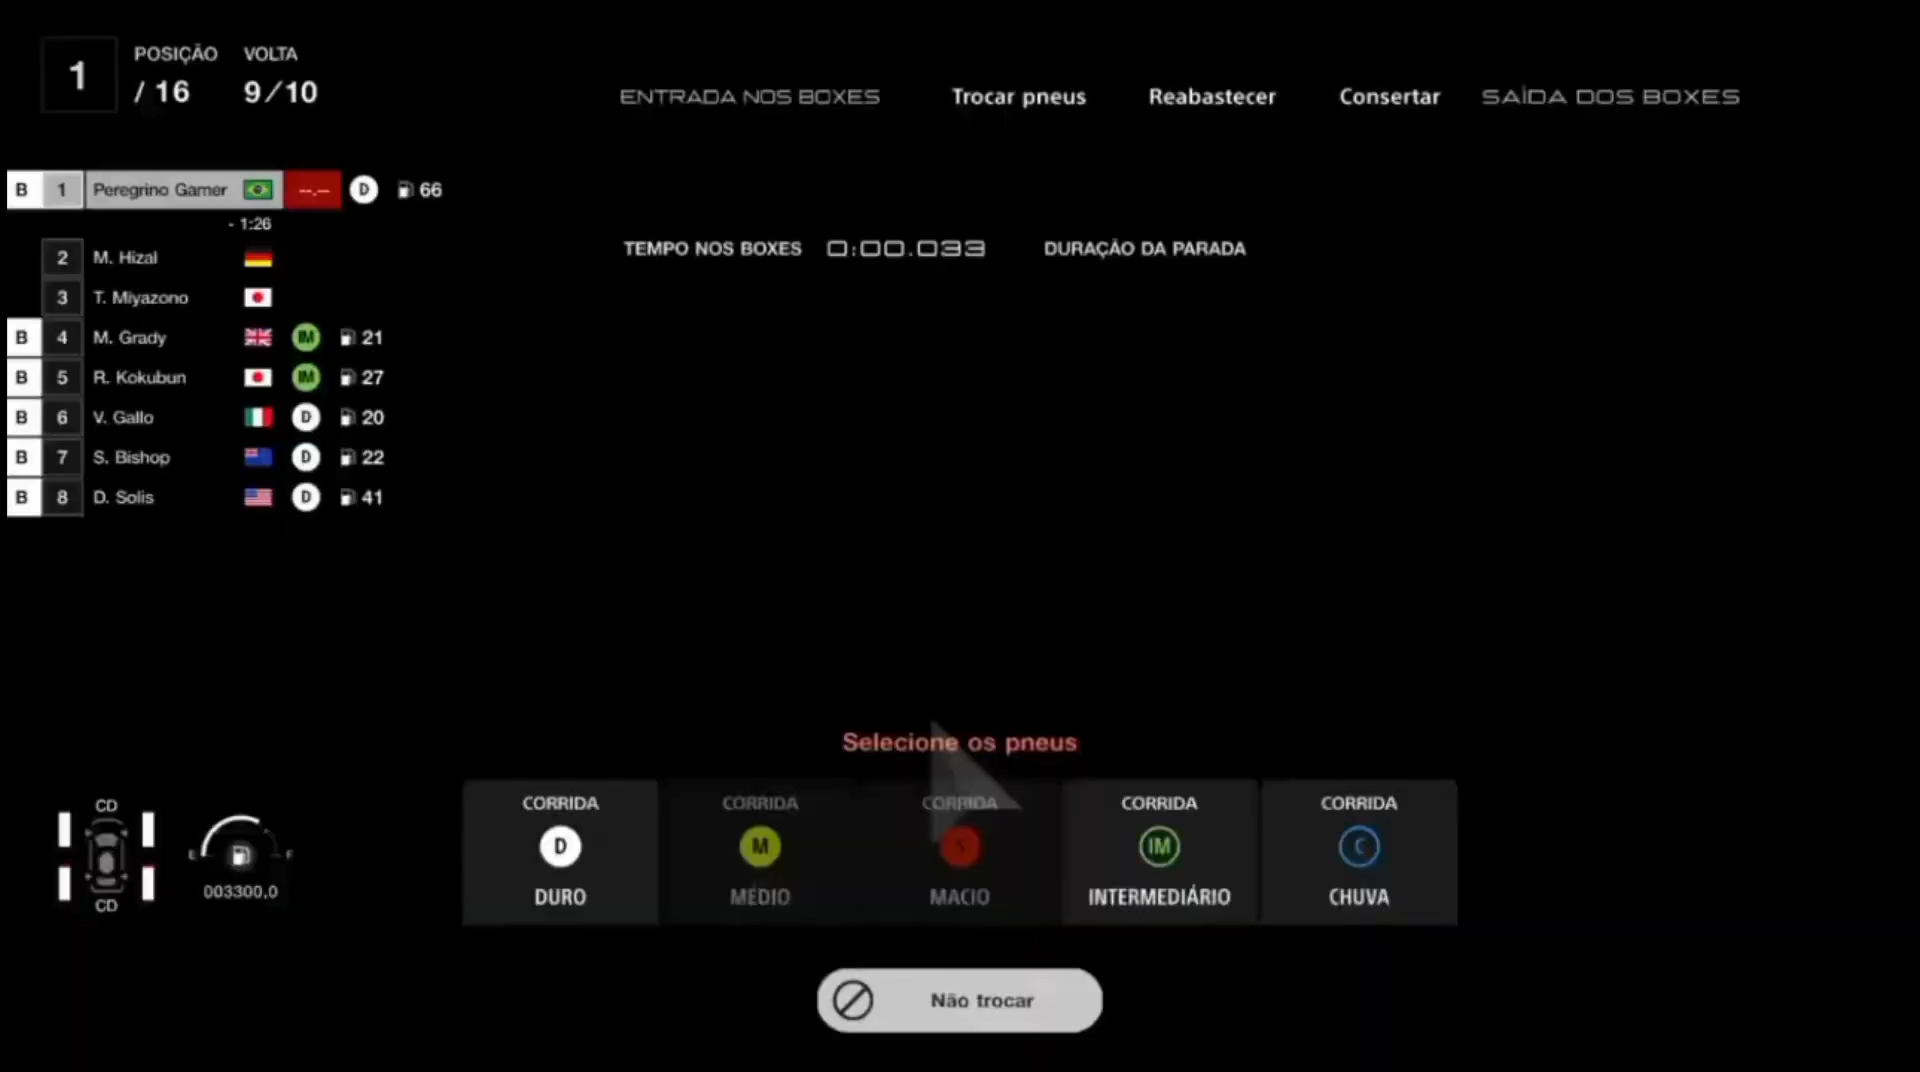 1
POSIÇÃO VOLTA
/ 16 9/10
ENTRADA NOS BOXES Trocar pneus Reabastecer Consertar SAÍDA DOS BOXES
B 1 Peregrino Gamer --.-- D 66
- 1:26
TEMPO NOS BOXES 0:00.033 DURAÇÃO DA PARADA
2 M. Hizal
3 T. Miyazono
B 4 M. Grady IM 21
B 5 R. Kokubun IM 27
B 6 V. Gallo D 20
B 7 S. Bishop D 22
B 8 D. Solis D 41
Selecione os pneus
CORRIDA CORRIDA CORRIDA CORRIDA CORRIDA
D M S IM C
DURO MÉDIO MACIO INTERMEDIÁRIO CHUVA
CD
E F
003300.0
CD
Não trocar